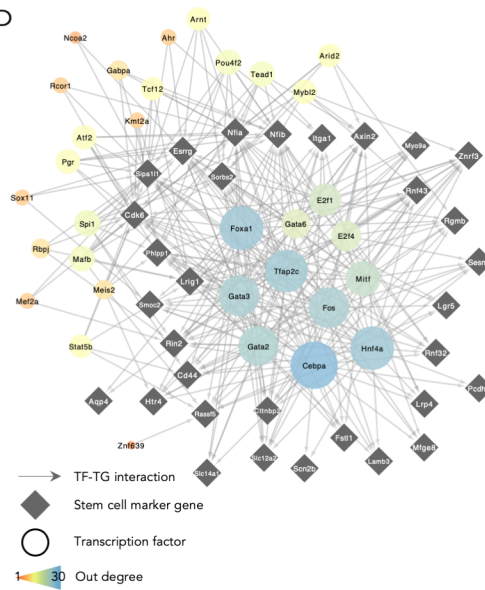 D
Arnt
Ncoa2
Ahr
Arid2
Pou4f2
Gabpa
Tead1
Rcor1
Tcf12
Mybl2
Kmt2a
Nfia
Nfib
Itga1
Axin2
Atf2
Esrrg
Myo9a
Znrf3
Pgr
Sipa1l1
Sorbs2
Rnf43
Sox11
E2f1
Cdk6
Rgmb
Spi1
Foxa1
Gata6
E2f4
Rbpj
Mafb
Phlpp1
Sesn
Tfap2c
Mitf
Lrig1
Meis2
Mef2a
Smoc2
Gata3
Fos
Lgr5
Stat5b
Rin2
Gata2
Hnf4a
Rnf32
Cd44
Cebpa
Pcdh
Aqp4
Htr4
Rassf5
Cttnbp2
Lrp4
Znf639
Fstl1
Mfge8
Slc14a1
Slc12a2
Scn2b
Lamb3
TF-TG interaction
Stem cell marker gene
Transcription factor
1 30 Out degree